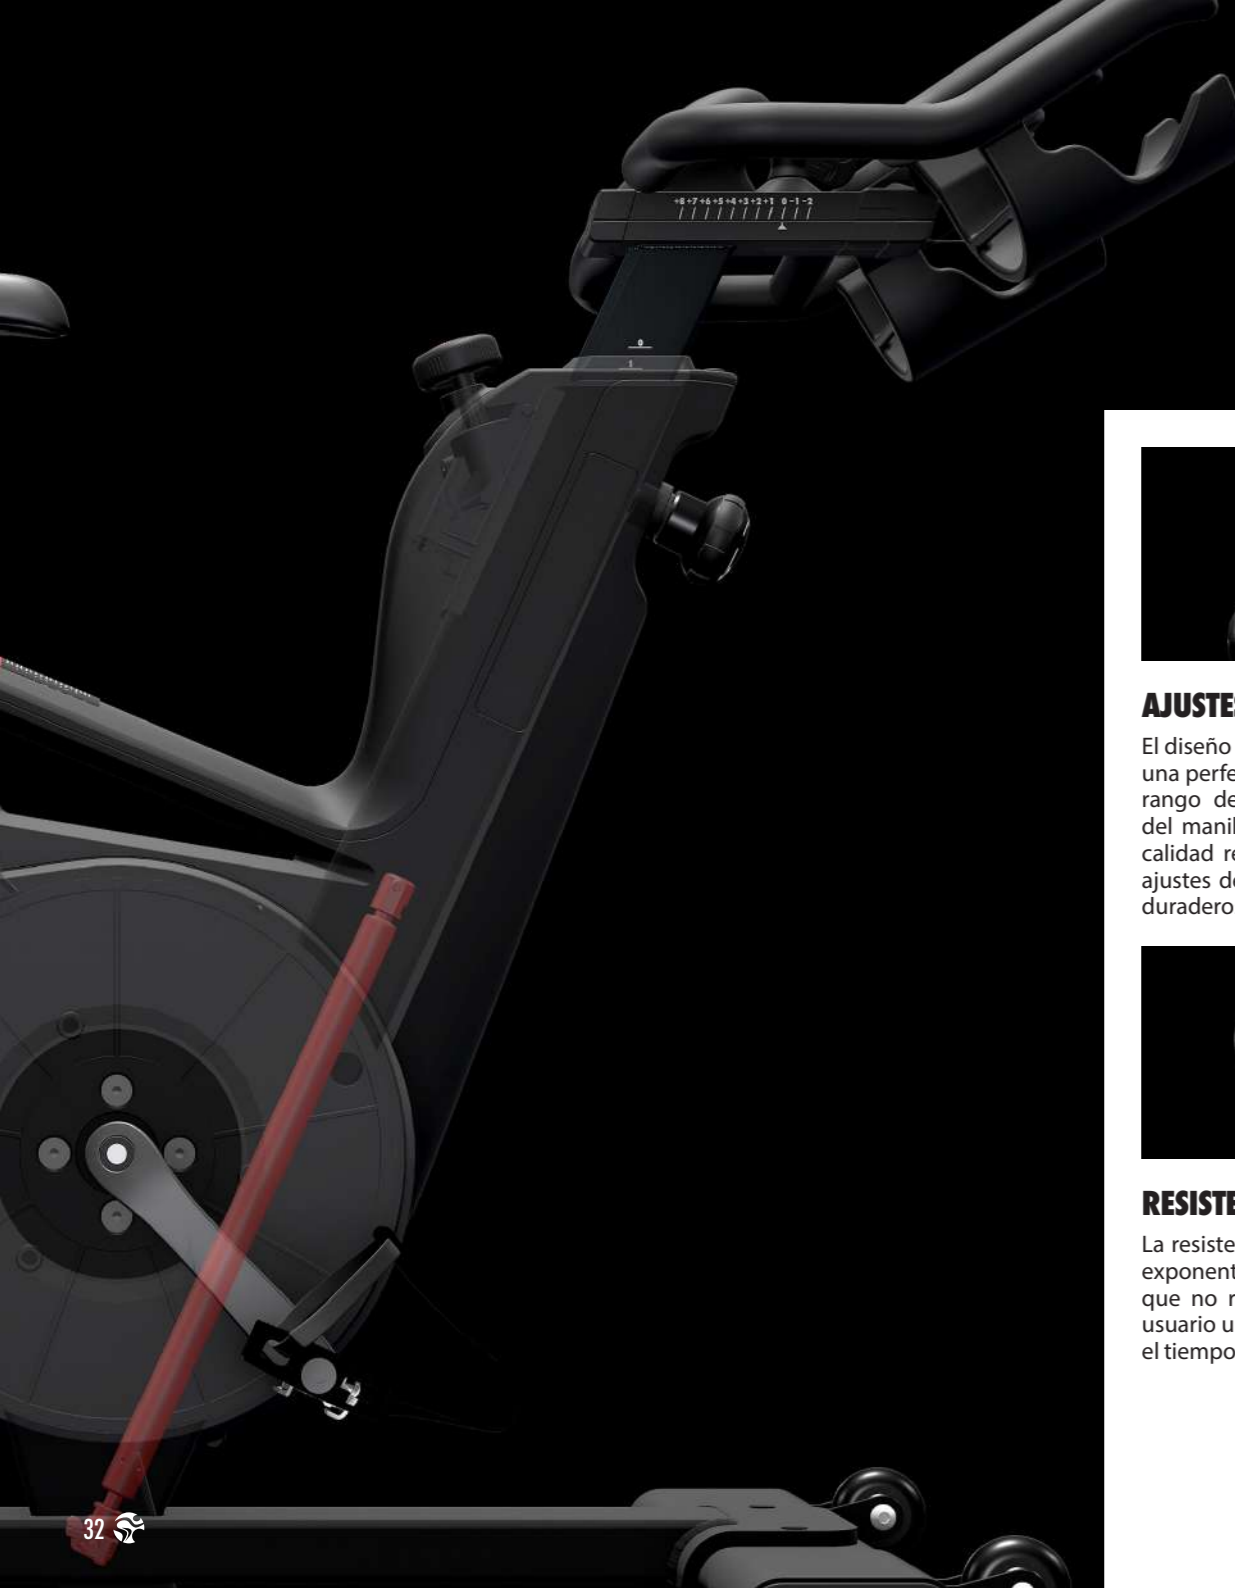 +8 +7 +6 +5 +4 +3 +2 +1 0 -1 -2
0
1
AJUSTES
El diseño
una perfe
rango de
del manil
calidad re
ajustes de
duradero
RESISTE
La resiste
exponent
que no r
usuario u
el tiempo
32